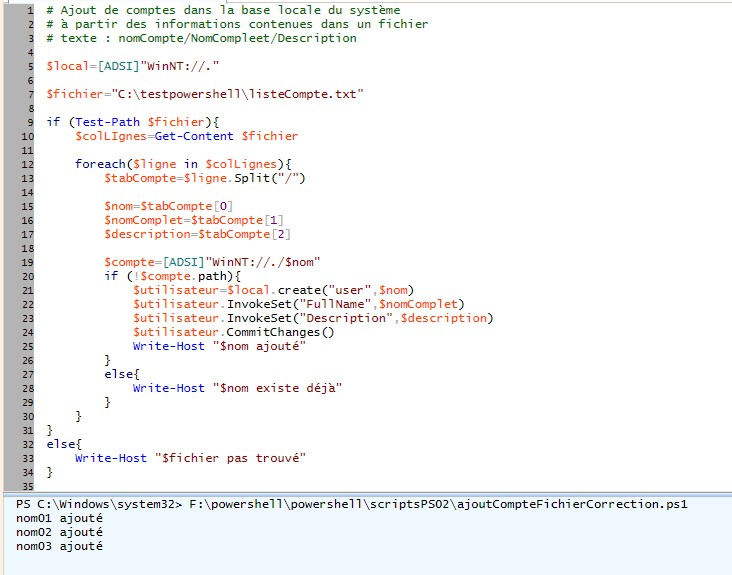 1 # Ajout de comptes dans la base locale du système
2 # à partir des informations contenues dans un fichier
3 # texte : nomCompte/NomCompleet/Description
4
5 $local=[ADSI]"WinNT://."
6
7 $fichier="C:\testpowershell\listeCompte.txt"
8
9 if (Test-Path $fichier){
10 $colLIgnes=Get-Content $fichier
11
12 foreach($ligne in $colLignes){
13 $tabCompte=$ligne.Split("/")
14
15 $nom=$tabCompte[0]
16 $nomComplet=$tabCompte[1]
17 $description=$tabCompte[2]
18
19 $compte=[ADSI]"WinNT://./$nom"
20 if (!$compte.path){
21 $utilisateur=$local.create("user",$nom)
22 $utilisateur.InvokeSet("FullName",$nomComplet)
23 $utilisateur.InvokeSet("Description",$description)
24 $utilisateur.CommitChanges()
25 Write-Host "$nom ajouté"
26 }
27 else{
28 Write-Host "$nom existe déjà"
29 }
30 }
31 }
32 else{
33 Write-Host "$fichier pas trouvé"
34 }
35
PS C:\Windows\system32> F:\powershell\powershell\scriptsPS02\ajoutCompteFichierCorrection.ps1
nom01 ajouté
nom02 ajouté
nom03 ajouté